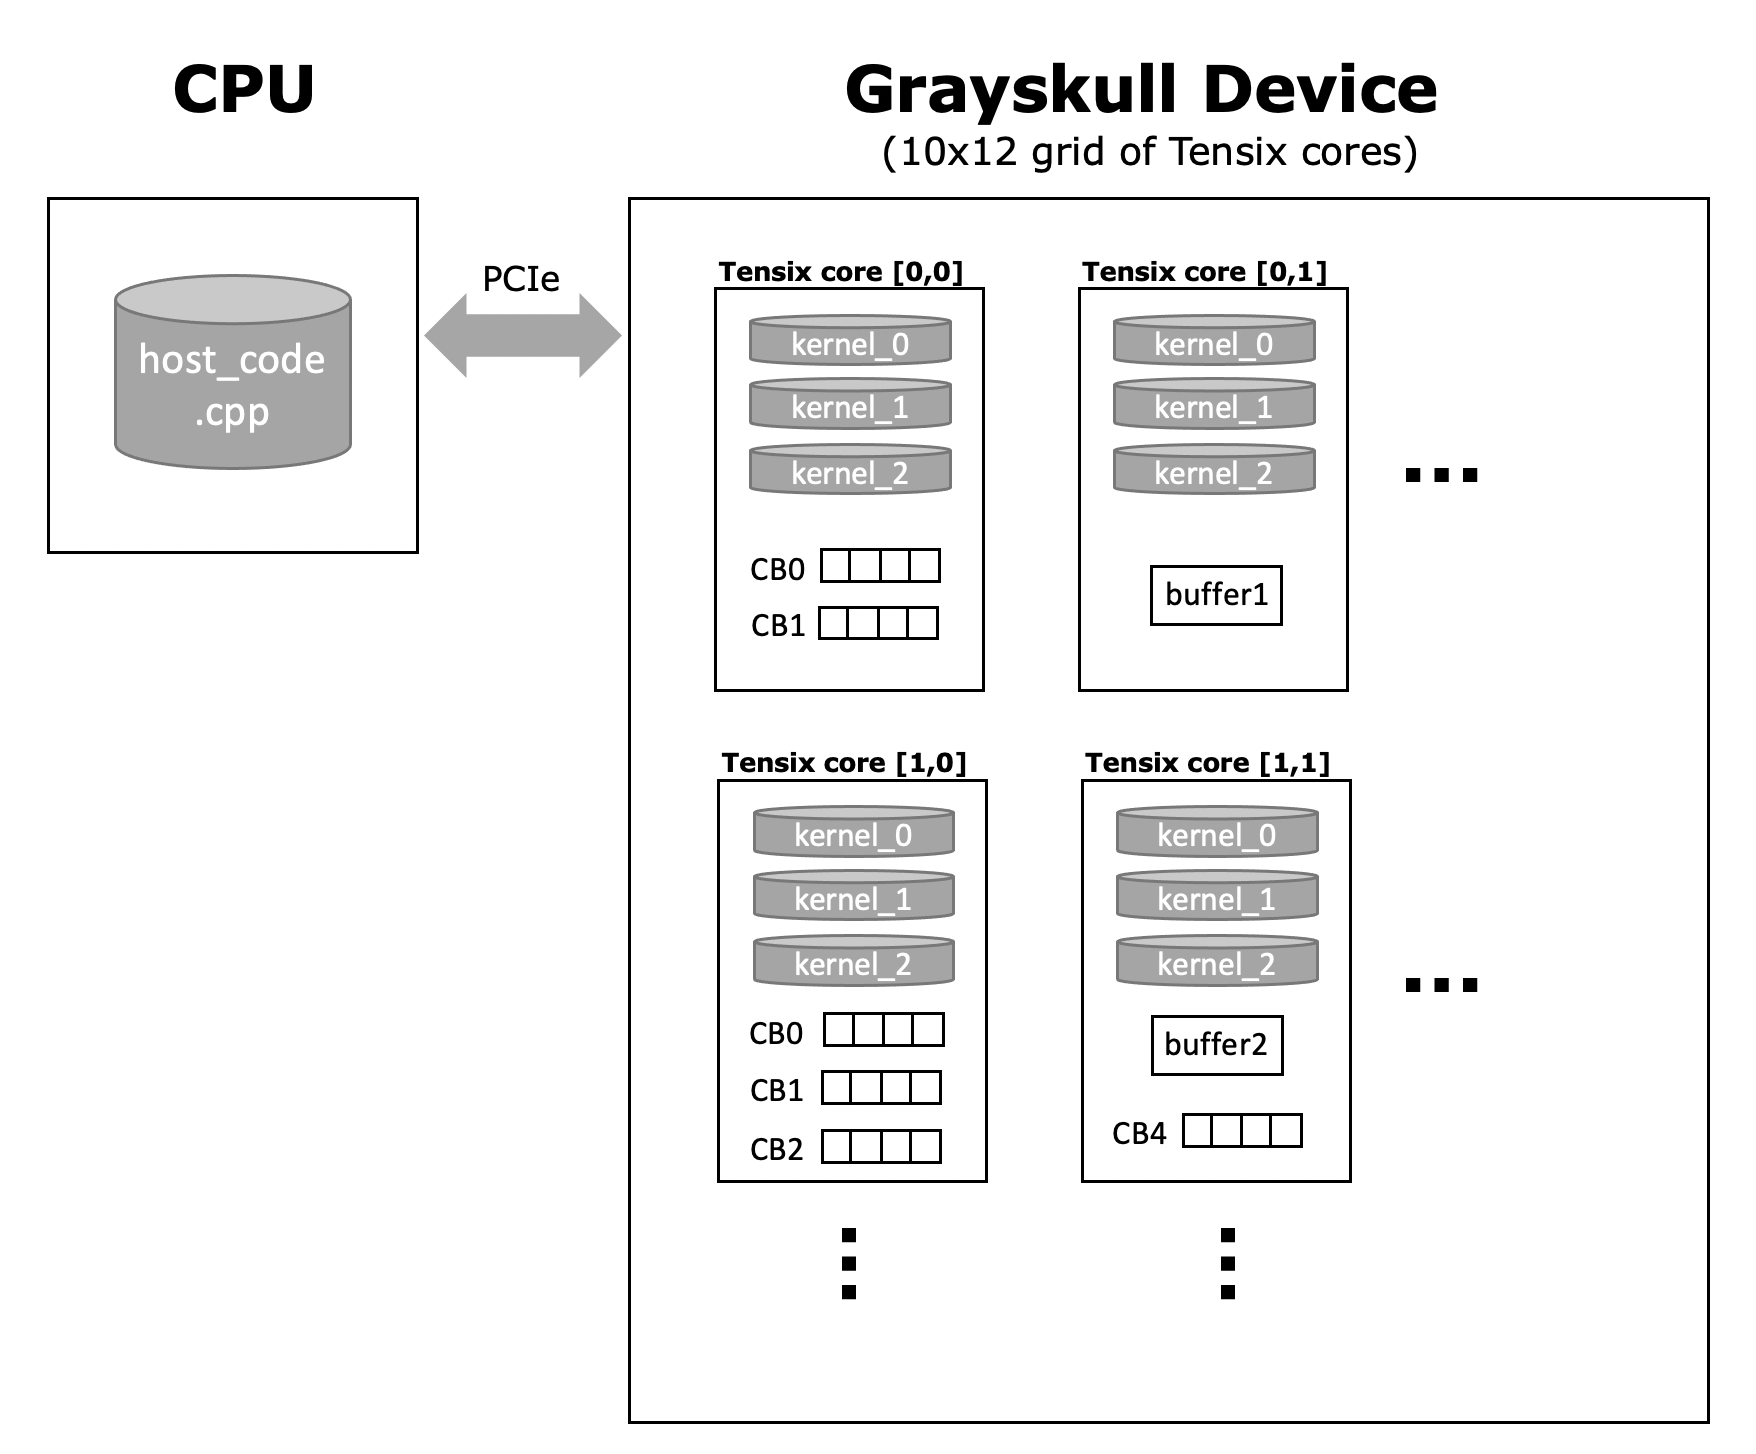 CPU
Grayskull Device
(10x12 grid of Tensix cores)
host_code
.cpp
PCIe
Tensix core [0,0]
kernel_0
kernel_1
kernel_2
CB0
CB1
Tensix core [0,1]
kernel_0
kernel_1
kernel_2
buffer1
...
Tensix core [1,0]
kernel_0
kernel_1
kernel_2
CB0
CB1
CB2
Tensix core [1,1]
kernel_0
kernel_1
kernel_2
buffer2
CB4
...